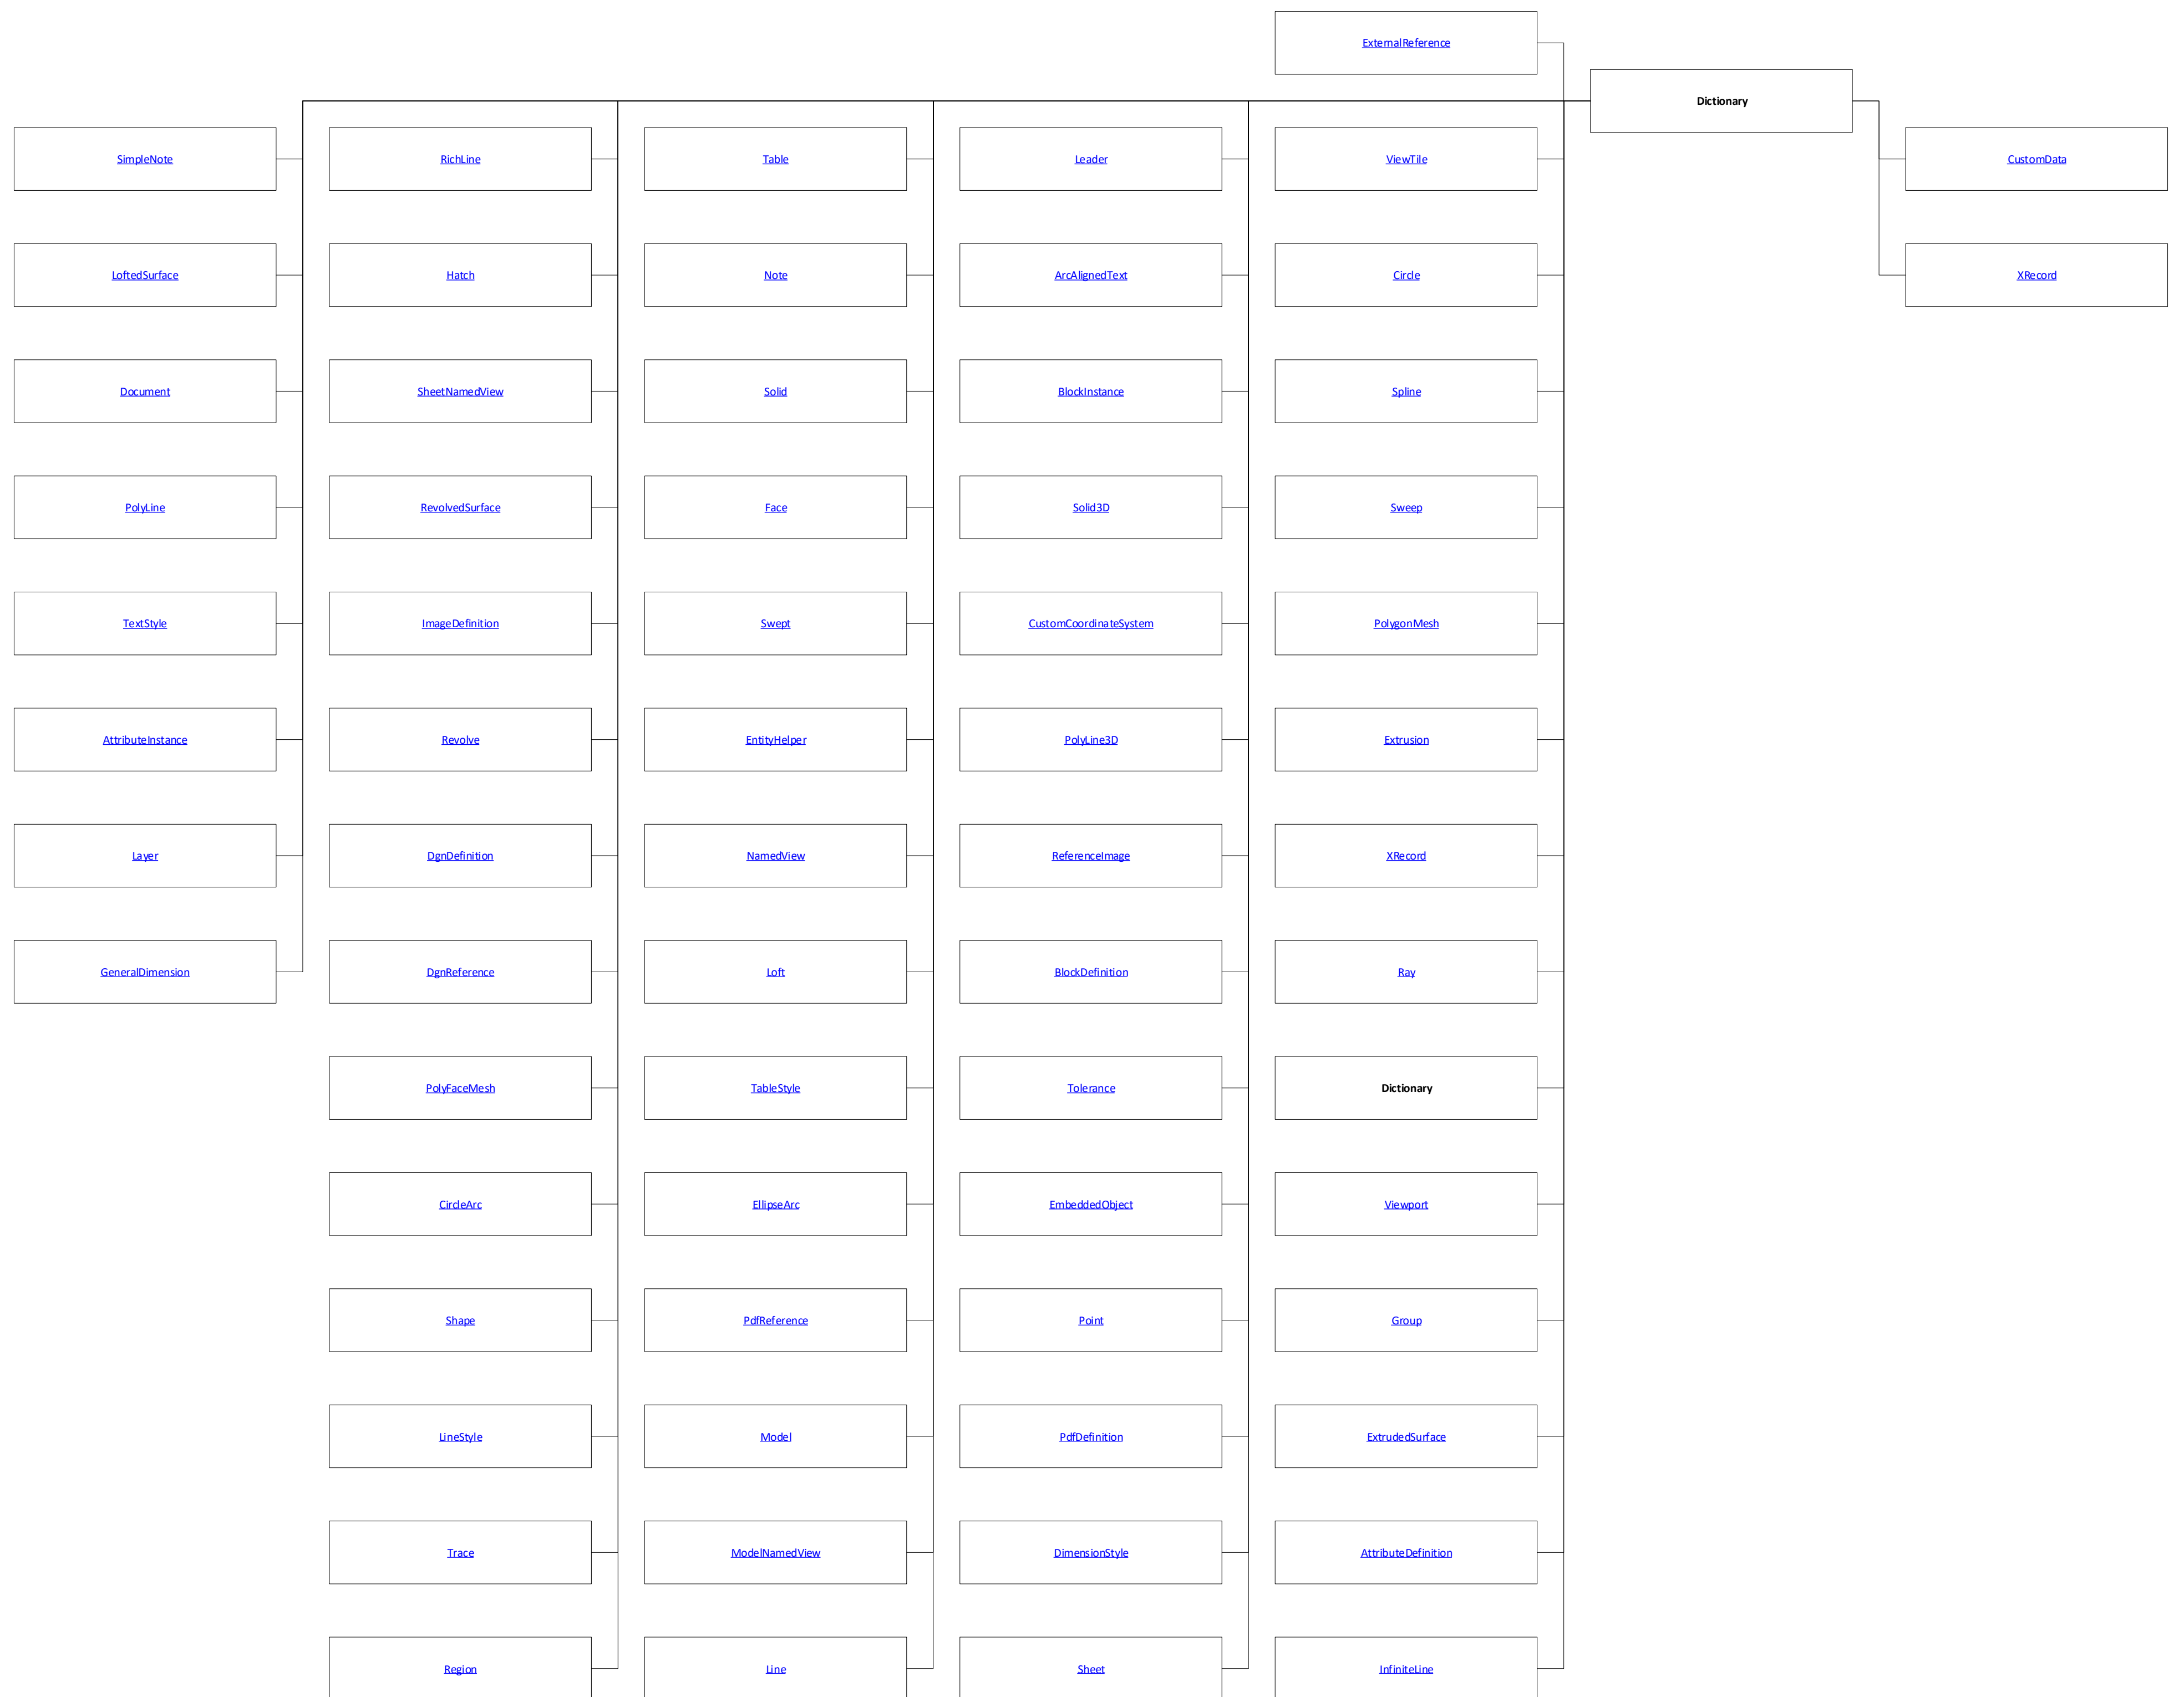 ExternalReference
Dictionary
SimpleNote
RichLine
Table
Leader
ViewTile
CustomData
LoftedSurface
Hatch
Note
ArcAlignedText
Circle
XRecord
Document
SheetNamedView
Solid
BlockInstance
Spline
PolyLine
RevolvedSurface
Face
Solid3D
Sweep
TextStyle
ImageDefinition
Swept
CustomCoordinateSystem
PolygonMesh
AttributeInstance
Revolve
EntityHelper
PolyLine3D
Extrusion
Layer
DgnDefinition
NamedView
ReferenceImage
XRecord
GeneralDimension
DgnReference
Loft
BlockDefinition
Ray
PolyFaceMesh
TableStyle
Tolerance
Dictionary
CircleArc
EllipseArc
EmbeddedObject
Viewport
Shape
PdfReference
Point
Group
LineStyle
Model
PdfDefinition
ExtrudedSurface
Trace
ModelNamedView
DimensionStyle
AttributeDefinition
Region
Line
Sheet
InfiniteLine